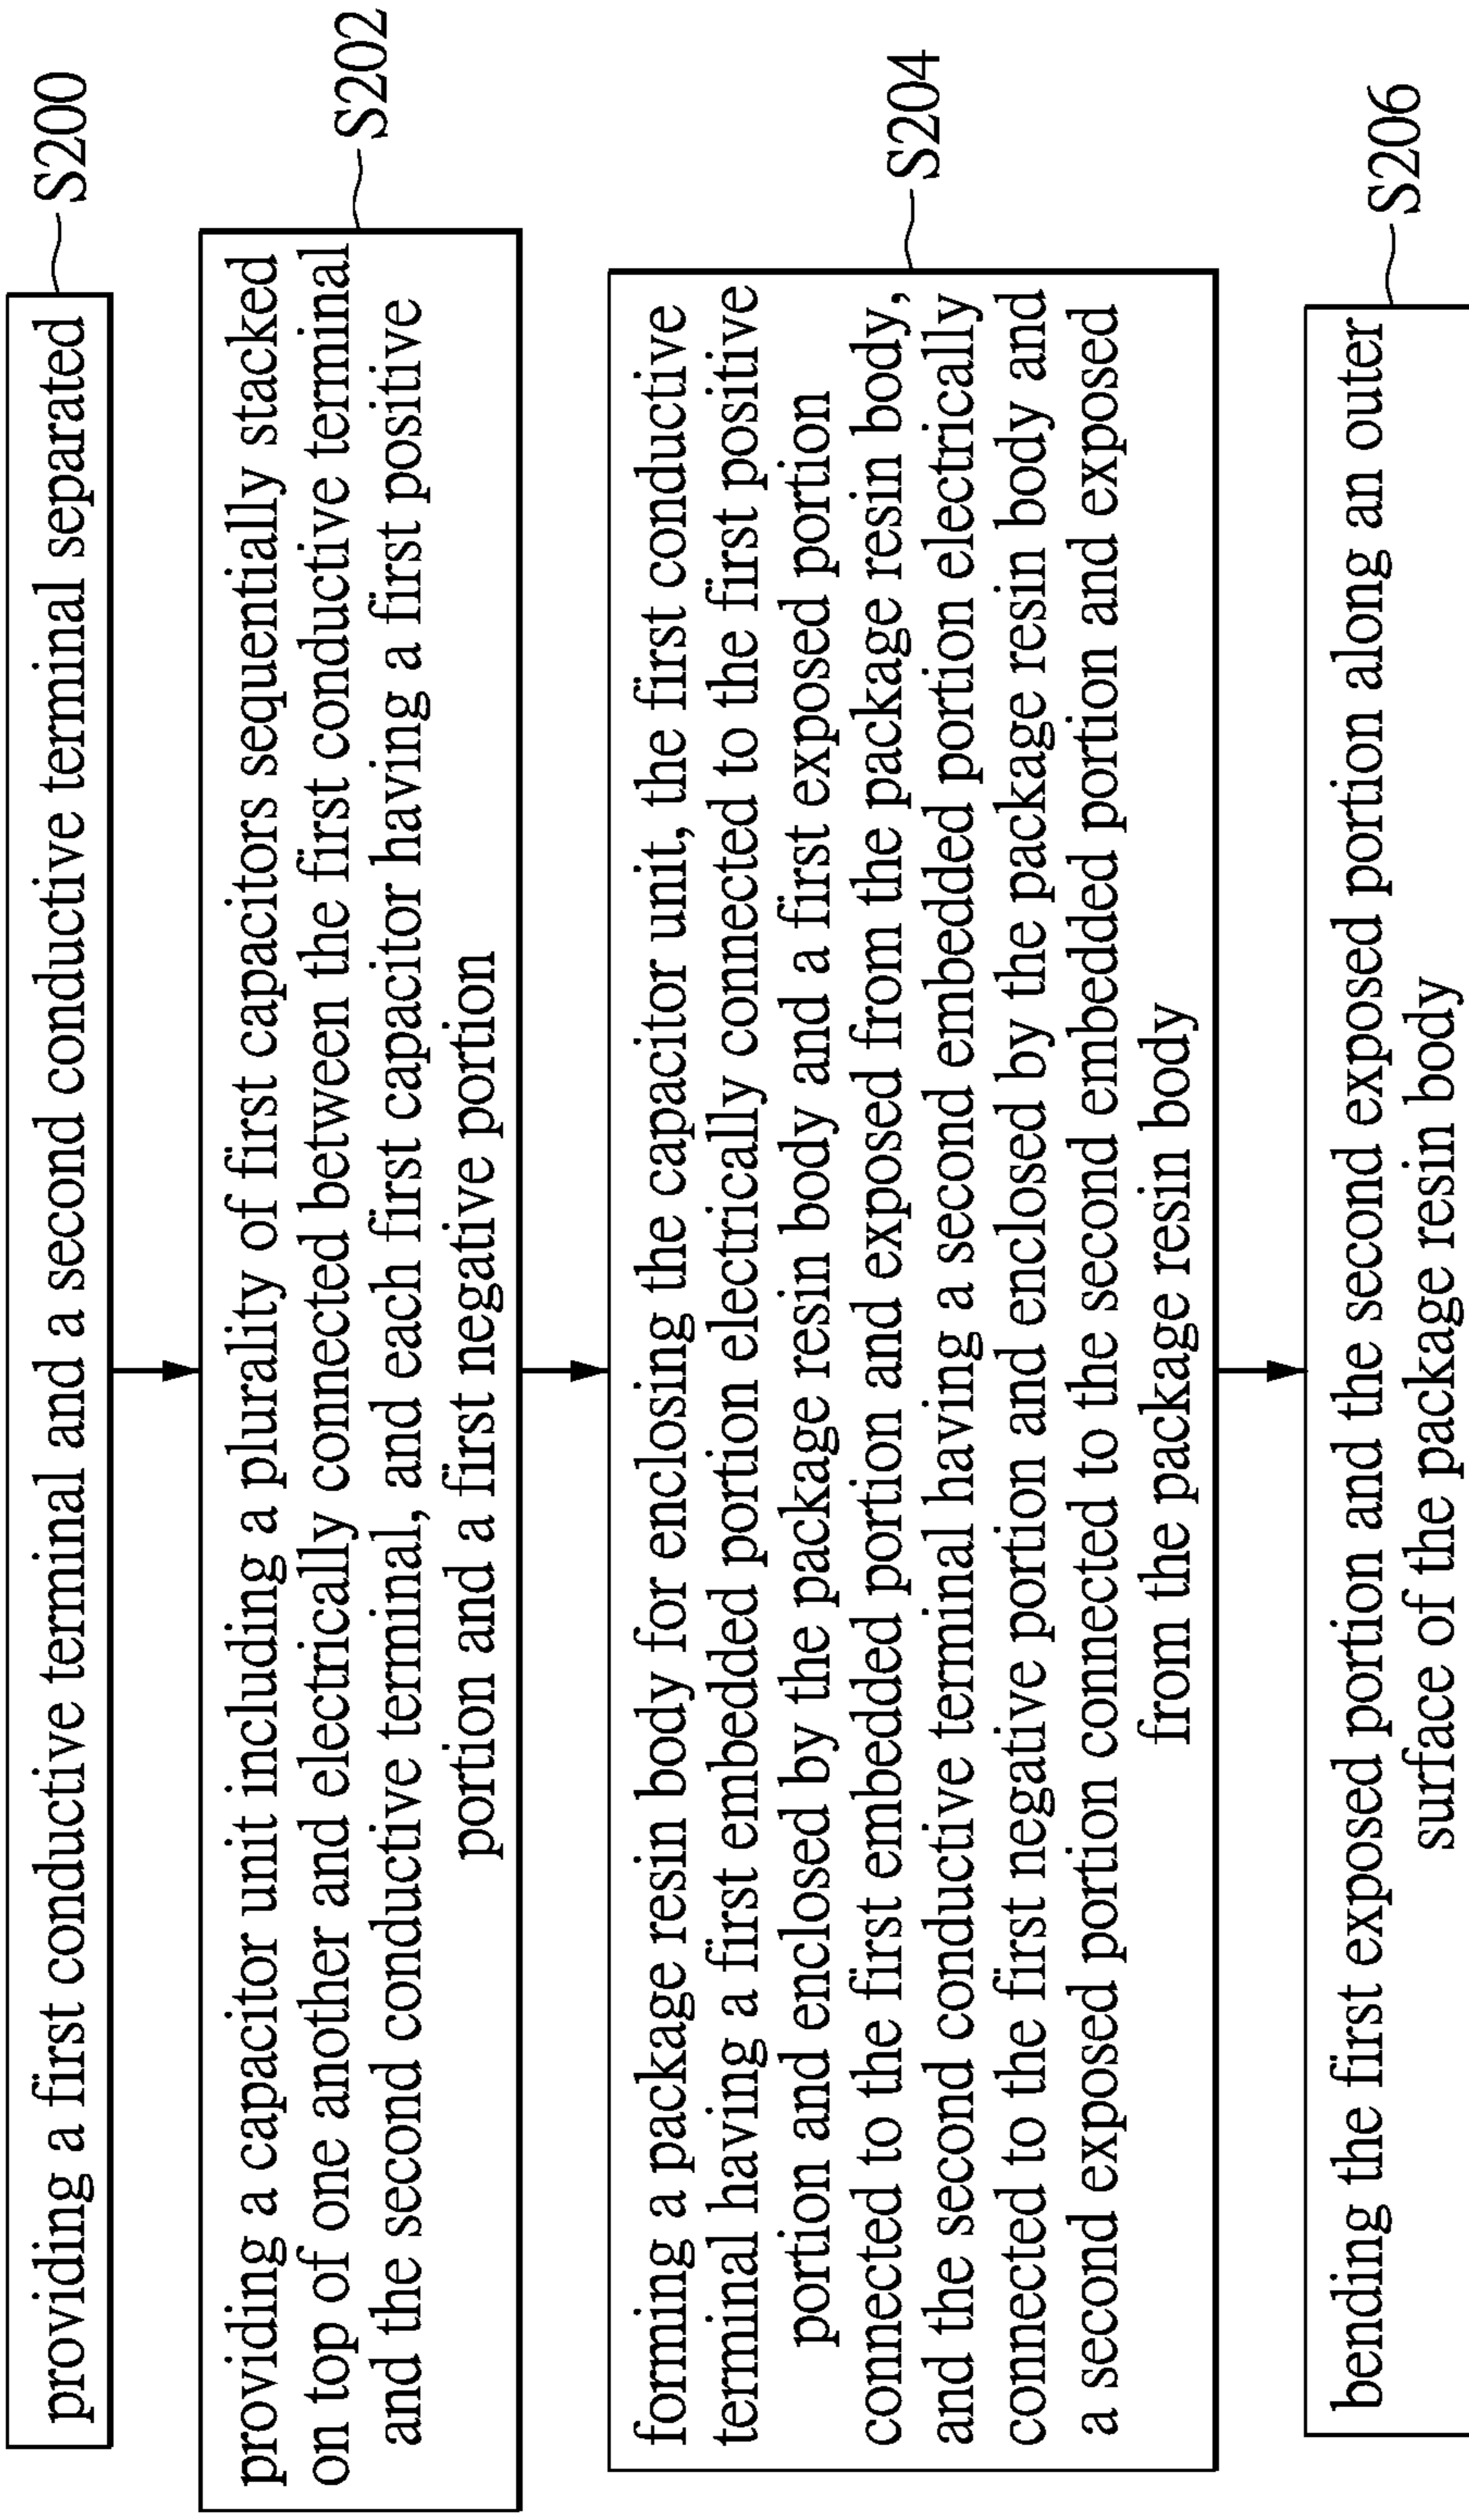 providing a first conductive terminal and a second conductive terminal separated
S200
providing a capacitor unit including a plurality of first capacitors sequentially stacked
on top of one another and electrically connected between the first conductive terminal
and the second conductive terminal, and each first capacitor having a first positive
portion and a first negative portion
S202
forming a package resin body for enclosing the capacitor unit, the first conductive
terminal having a first embedded portion electrically connected to the first positive
portion and enclosed by the package resin body and a first exposed portion
connected to the first embedded portion and exposed from the package resin body,
and the second conductive terminal having a second embedded portion electrically
connected to the first negative portion and enclosed by the package resin body and
a second exposed portion connected to the second embedded portion and exposed
from the package resin body
S204
bending the first exposed portion and the second exposed portion along an outer
surface of the package resin body
S206